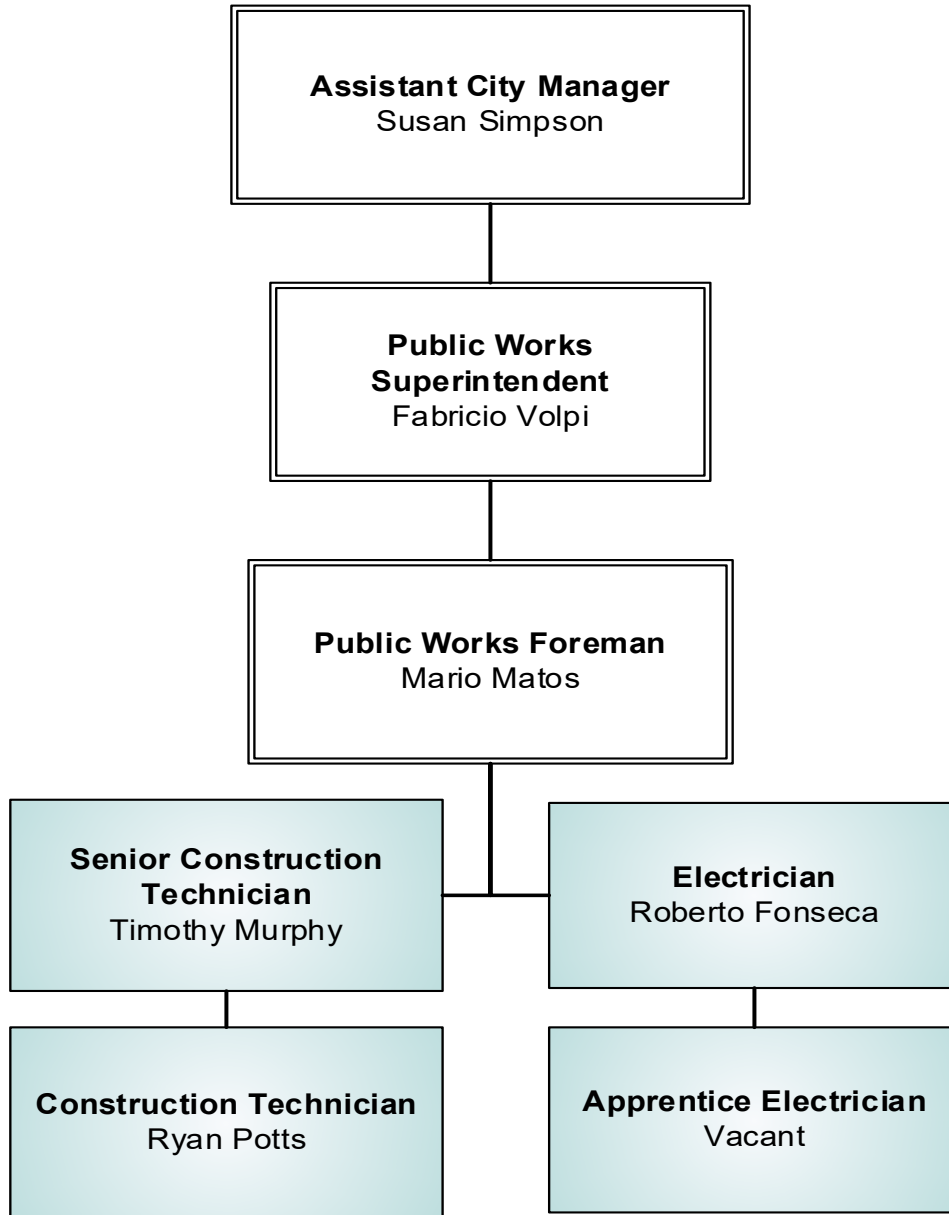 Assistant City Manager
Susan Simpson
Public Works
Superintendent
Fabricio Volpi
Public Works Foreman
Mario Matos
Senior Construction
Technician
Timothy Murphy
Electrician
Roberto Fonseca
Construction Technician
Ryan Potts
Apprentice Electrician
Vacant